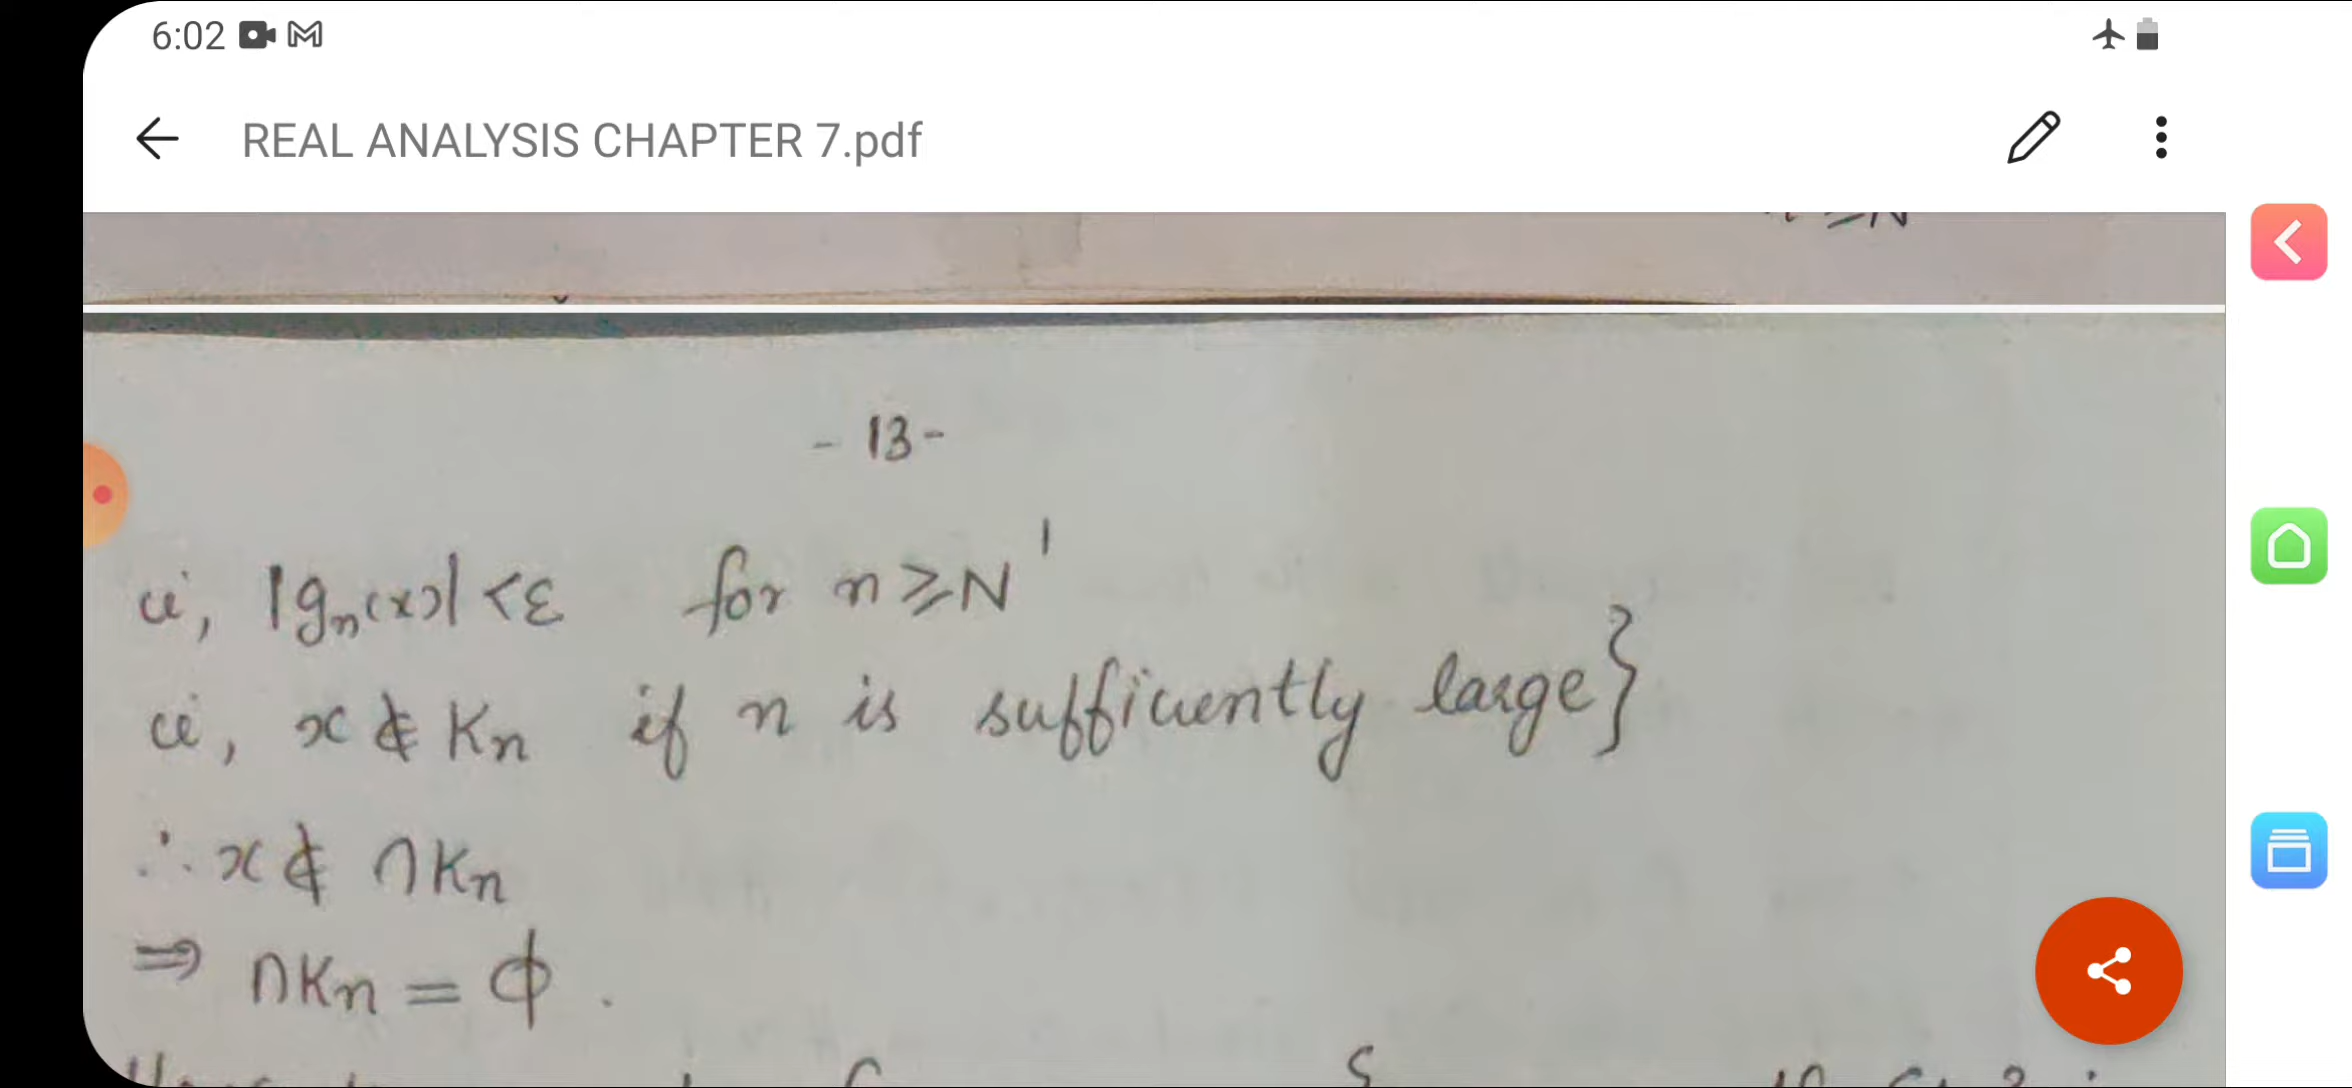 6:02
REAL ANALYSIS CHAPTER 7.pdf
- 13 -
ie, |gₙ(x)| < ε for n ≥ N'
ie, x ∉ Kₙ if n is sufficiently large}
∴ x ∉ ∩Kₙ
⇒ ∩Kₙ = ϕ.